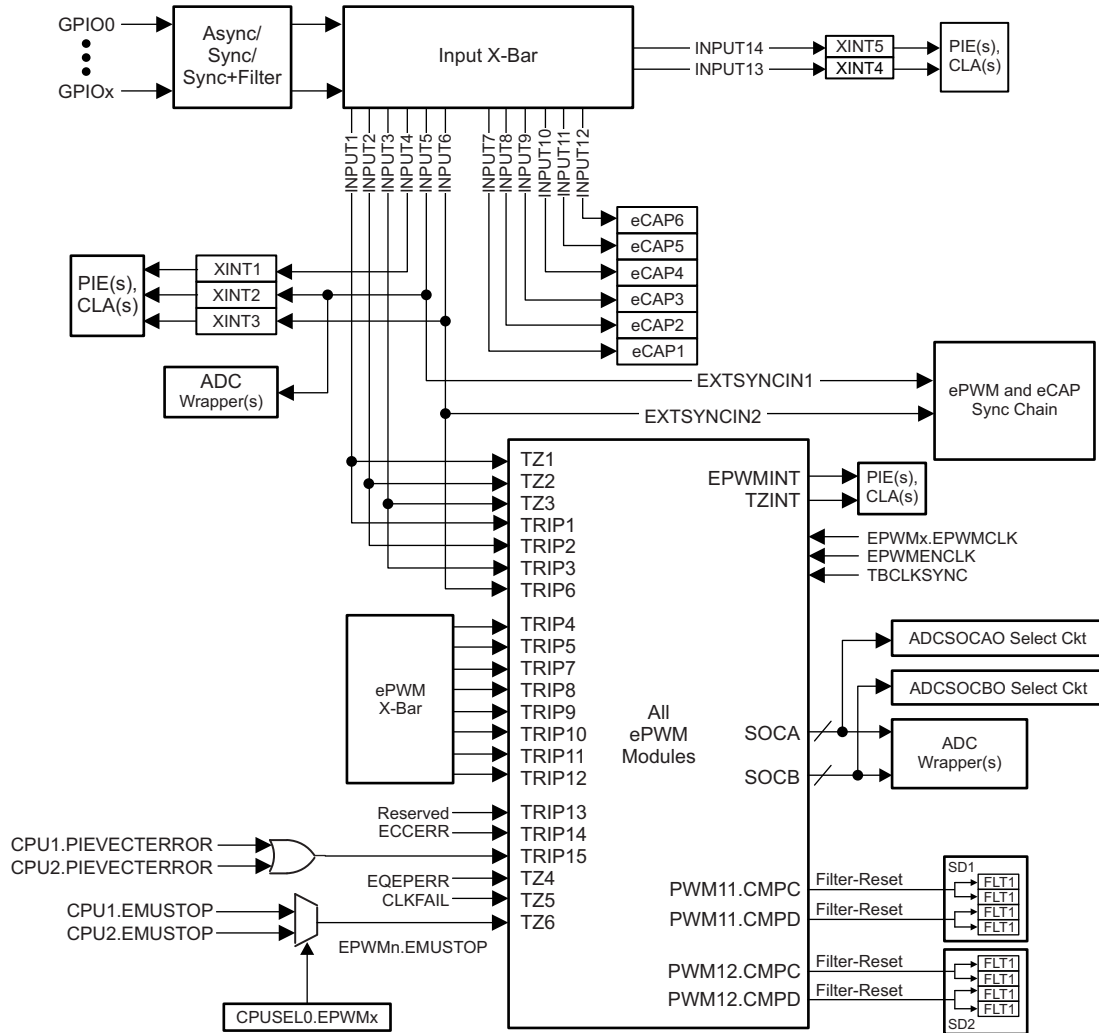 GPIO0
GPIOx
Async/
Sync/
Sync+Filter
Input X-Bar
INPUT14
INPUT13
XINT5
XINT4
PIE(s),
CLA(s)
INPUT1
INPUT2
INPUT3
INPUT4
INPUT5
INPUT6
INPUT7
INPUT8
INPUT9
INPUT10
INPUT11
INPUT12
eCAP6
eCAP5
eCAP4
eCAP3
eCAP2
eCAP1
PIE(s),
CLA(s)
XINT1
XINT2
XINT3
ADC
Wrapper(s)
EXTSYNCIN1
EXTSYNCIN2
ePWM and eCAP
Sync Chain
TZ1
TZ2
TZ3
TRIP1
TRIP2
TRIP3
TRIP6
EPWMINT
TZINT
PIE(s),
CLA(s)
EPWMx.EPWMCLK
EPWMENCLK
TBCLKSYNC
ePWM
X-Bar
TRIP4
TRIP5
TRIP7
TRIP8
TRIP9
TRIP10
TRIP11
TRIP12
All
ePWM
Modules
SOCA
SOCB
ADCSOCAO Select Ckt
ADCSOCBO Select Ckt
ADC
Wrapper(s)
Reserved
ECCERR
TRIP13
TRIP14
TRIP15
CPU1.PIEVECTERROR
CPU2.PIEVECTERROR
EQEPERR
CLKFAIL
TZ4
TZ5
TZ6
CPU1.EMUSTOP
CPU2.EMUSTOP
EPWMn.EMUSTOP
CPUSEL0.EPWMx
PWM11.CMPC
PWM11.CMPD
Filter-Reset
Filter-Reset
SD1
FLT1
FLT1
FLT1
FLT1
PWM12.CMPC
PWM12.CMPD
Filter-Reset
Filter-Reset
FLT1
FLT1
FLT1
FLT1
SD2